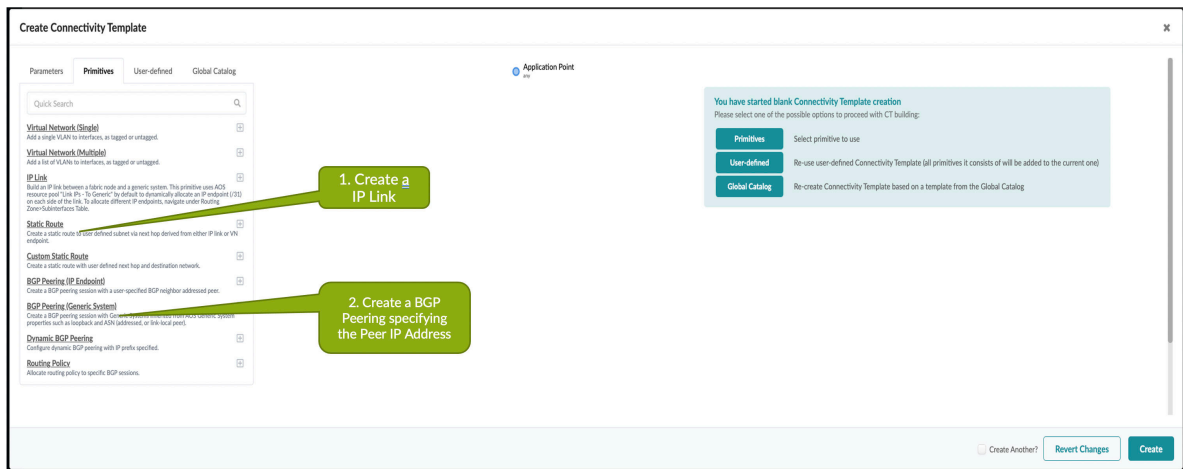 Create Connectivity Template
Parameters
Primitives
User-defined
Global Catalog
Quick Search
Virtual Network (Single)
Add a single VLAN to interfaces, as tagged or untagged.
Virtual Network (Multiple)
Add a list of VLANs to interfaces, as tagged or untagged.
IP Link
Build an IP link between a fabric node and a generic system. This primitive uses AOS
resource pool "Link IPs - To Generic" by default to dynamically allocate an IP endpoint (/31)
on each side of the link. To allocate different IP endpoints, navigate under Routing
Zone>Subinterfaces Table.
Static Route
Create a static route to user defined subnet via next hop derived from either IP link or VN
endpoint.
Custom Static Route
Create a static route with user defined next hop and destination network.
BGP Peering (IP Endpoint)
Create a BGP peering session with a user-specified BGP neighbor addressed peer.
BGP Peering (Generic System)
Create a BGP peering session with Generic Systems inherited from AOS Generic System
properties such as loopback and ASN (addressed, or link-local peer).
Dynamic BGP Peering
Configure dynamic BGP peering with IP prefix specified.
Routing Policy
Allocate routing policy to specific BGP sessions.
1. Create a
IP Link
2. Create a BGP
Peering specifying
the Peer IP Address
Application Point
You have started blank Connectivity Template creation
Please select one of the possible options to proceed with CT building:
Primitives Select primitive to use
User-defined Re-use user-defined Connectivity Template (all primitives it consists of will be added to the current one)
Global Catalog Re-create Connectivity Template based on a template from the Global Catalog
Create Another?
Revert Changes
Create